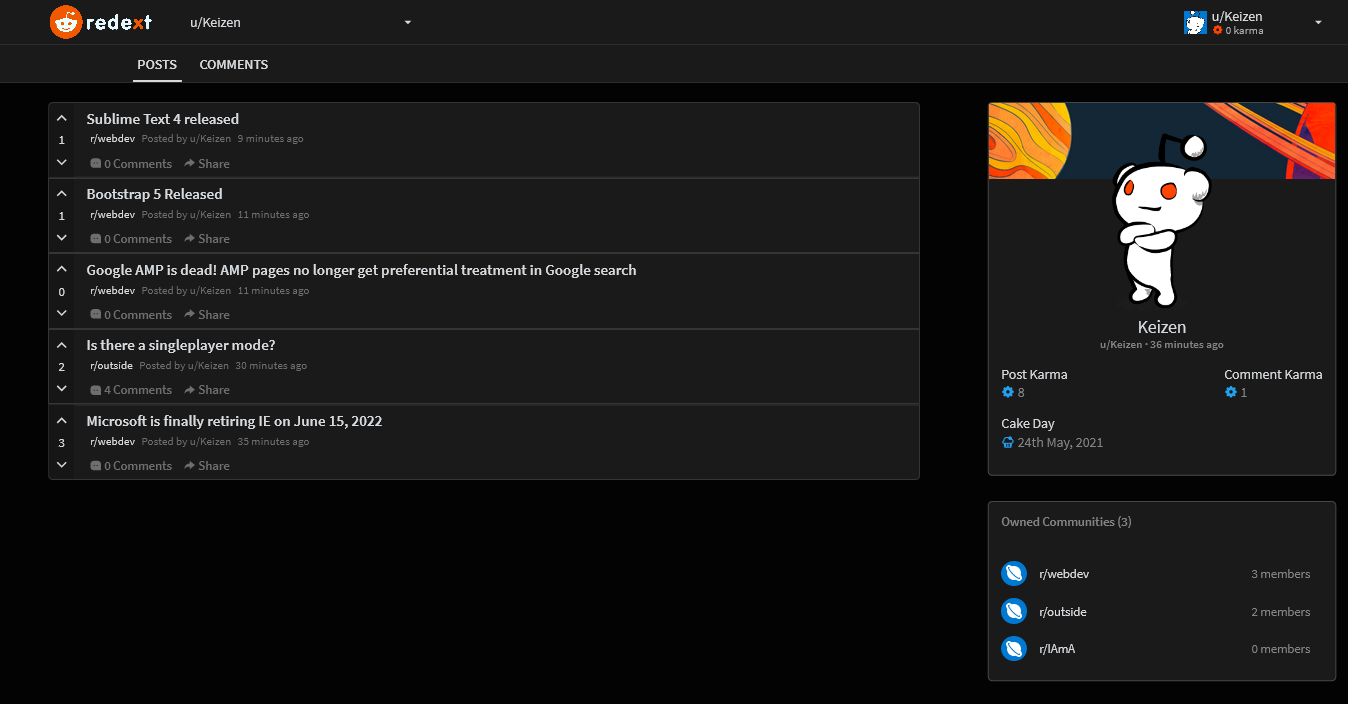 redext u/Keizen u/Keizen
0 karma
POSTS COMMENTS
Sublime Text 4 released
1 r/webdev Posted by u/Keizen 9 minutes ago
0 Comments Share
Bootstrap 5 Released
1 r/webdev Posted by u/Keizen 11 minutes ago
0 Comments Share
Google AMP is dead! AMP pages no longer get preferential treatment in Google search
0 r/webdev Posted by u/Keizen 11 minutes ago
0 Comments Share
Is there a singleplayer mode?
2 r/outside Posted by u/Keizen 30 minutes ago
4 Comments Share
Microsoft is finally retiring IE on June 15, 2022
3 r/webdev Posted by u/Keizen 35 minutes ago
0 Comments Share
Keizen
u/Keizen · 36 minutes ago
Post Karma Comment Karma
8 1
Cake Day
24th May, 2021
Owned Communities (3)
r/webdev 3 members
r/outside 2 members
r/IAmA 0 members